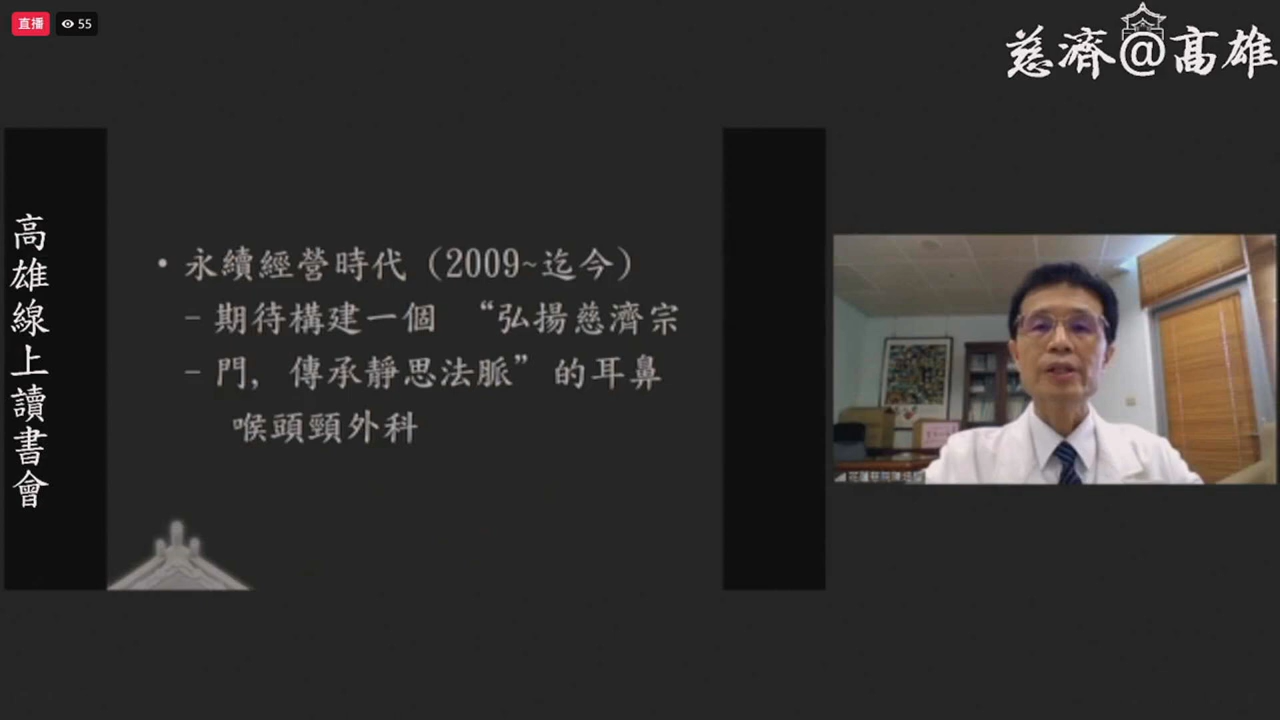 直播 55
慈濟@高雄
高雄線上讀書會
• 永續經營時代（2009~迄今）
– 期待構建一個 “弘揚慈濟宗
– 門, 傳承靜思法脈”的耳鼻
喉頭頸外科